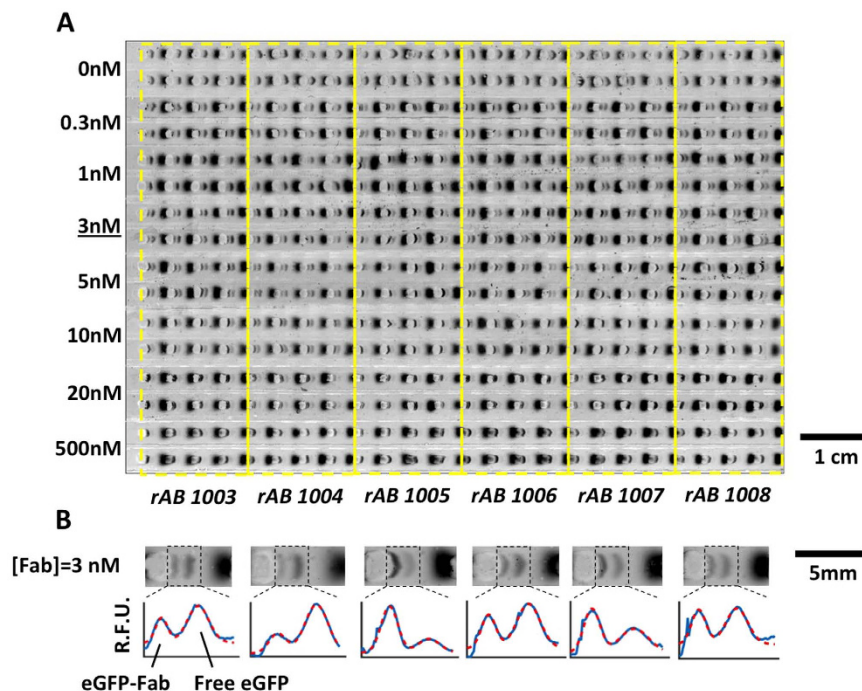 A
0nM
0.3nM
1nM
3nM
5nM
10nM
20nM
500nM
1 cm
rAB 1003 rAB 1004 rAB 1005 rAB 1006 rAB 1007 rAB 1008
B
[Fab]=3 nM
5mm
R.F.U.
eGFP-Fab Free eGFP